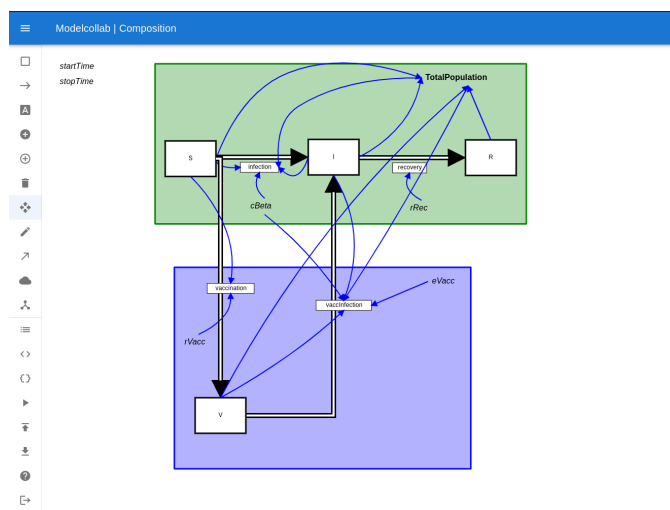 Modelcollab | Composition
startTime
stopTime
TotalPopulation
S
I
R
infection
recovery
cBeta
rRec
vaccination
eVacc
vaccInfection
rVacc
V